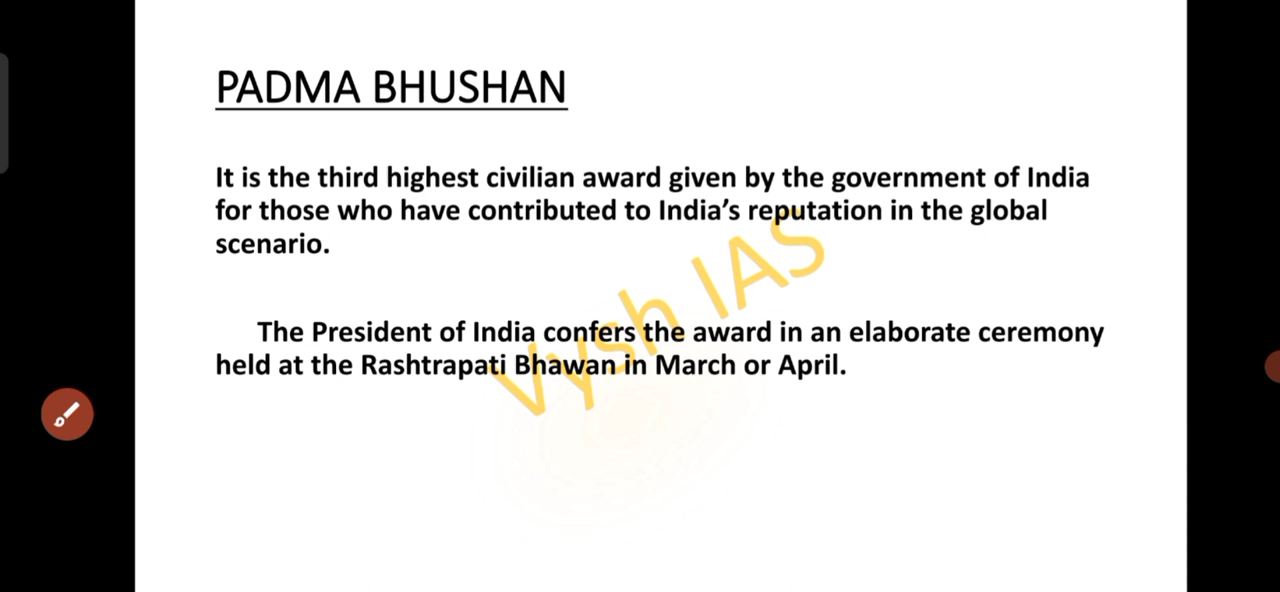 PADMA BHUSHAN
It is the third highest civilian award given by the government of India
for those who have contributed to India’s reputation in the global
scenario.
The President of India confers the award in an elaborate ceremony
held at the Rashtrapati Bhawan in March or April.
Vysh IAS